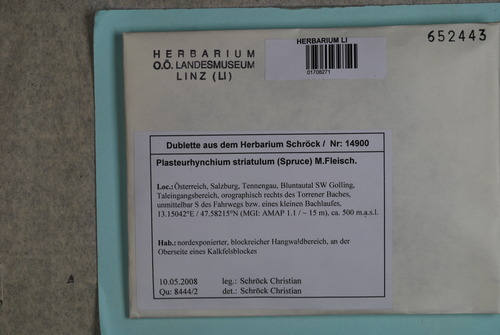 HERBARIUM
O.Ö. LANDESMUSEUM
LINZ (LI)
HERBARIUM LI
01708271
652443
Dublette aus dem Herbarium Schröck / Nr: 14900
Plasteurhynchium striatulum (Spruce) M.Fleisch.
Loc.:Österreich, Salzburg, Tennengau, Bluntautal SW Golling,
Taleingangsbereich, orographisch rechts des Torrener Baches,
unmittelbar S des Fahrwegs bzw. eines kleinen Bachlaufes,
13.15042°E / 47.58215°N (MGI: AMAP 1.1 / ~ 15 m), ca. 500 m.a.s.l.
Hab.: nordexponierter, blockreicher Hangwaldbereich, an der
Oberseite eines Kalkfelsblockes
10.05.2008 leg.: Schröck Christian
Qu: 8444/2 det.: Schröck Christian